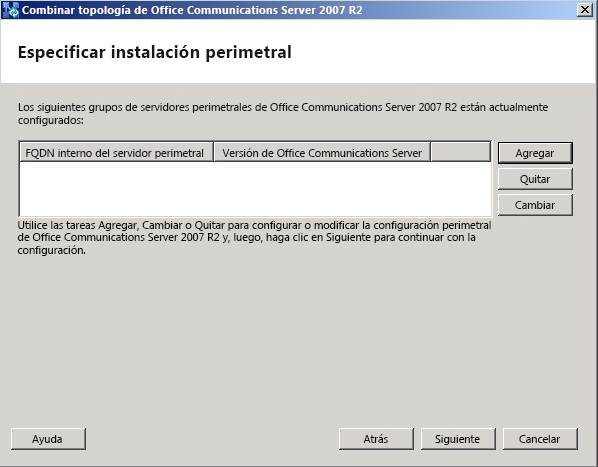 Combinar topología de Office Communications Server 2007 R2
Especificar instalación perimetral
Los siguientes grupos de servidores perimetrales de Office Communications Server 2007 R2 están actualmente
configurados:
FQDN interno del servidor perimetral
Versión de Office Communications Server
Agregar
Quitar
Cambiar
Utilice las tareas Agregar, Cambiar o Quitar para configurar o modificar la configuración perimetral
de Office Communications Server 2007 R2 y, luego, haga clic en Siguiente para continuar con la
configuración.
Ayuda
Atrás
Siguiente
Cancelar